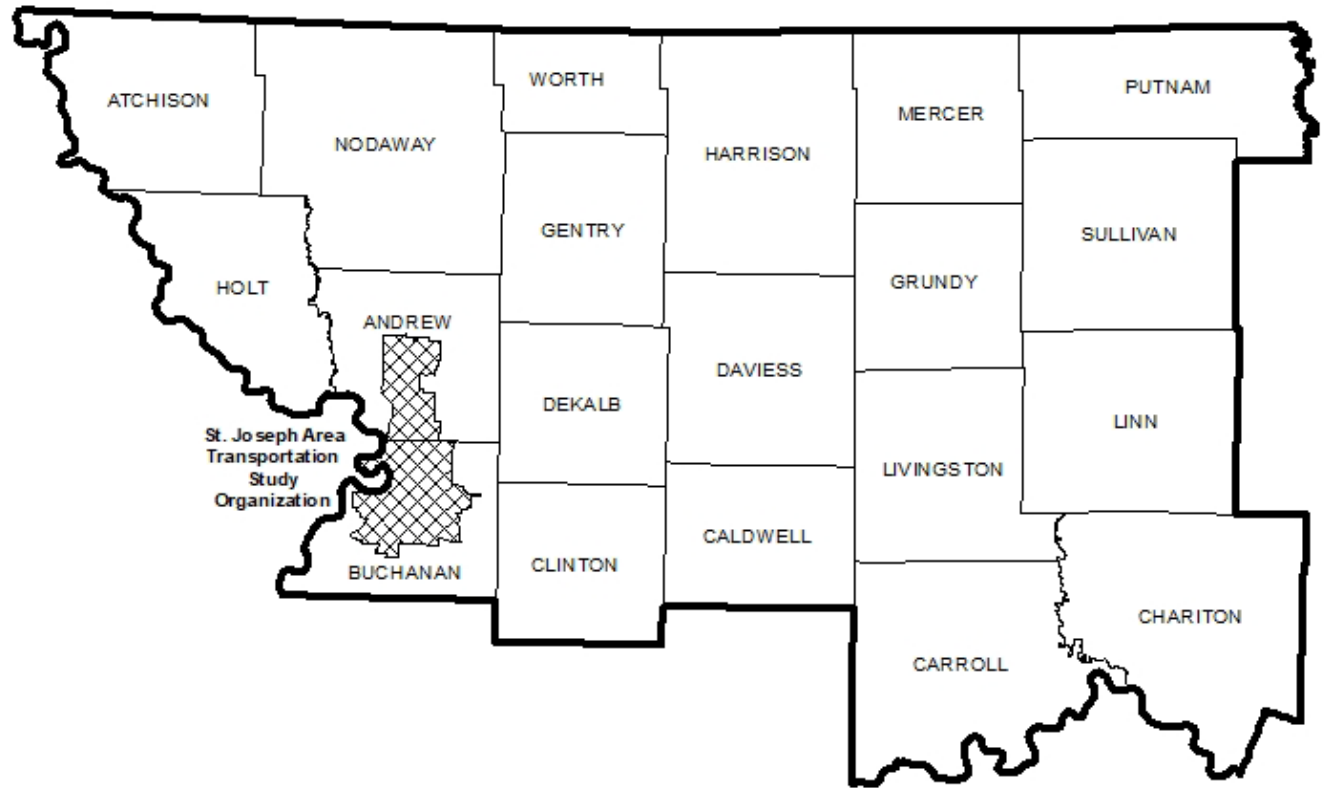 WORTH
PUTNAM
ATCHISON
MERCER
NODAWAY
HARRISON
GENTRY
SULLIVAN
HOLT
GRUNDY
ANDREW
DAVIESS
DEKALB
LINN
St. Joseph Area
Transportation
Study
Organization
LIVINGSTON
CALDWELL
CLINTON
BUCHANAN
CHARITON
CARROLL